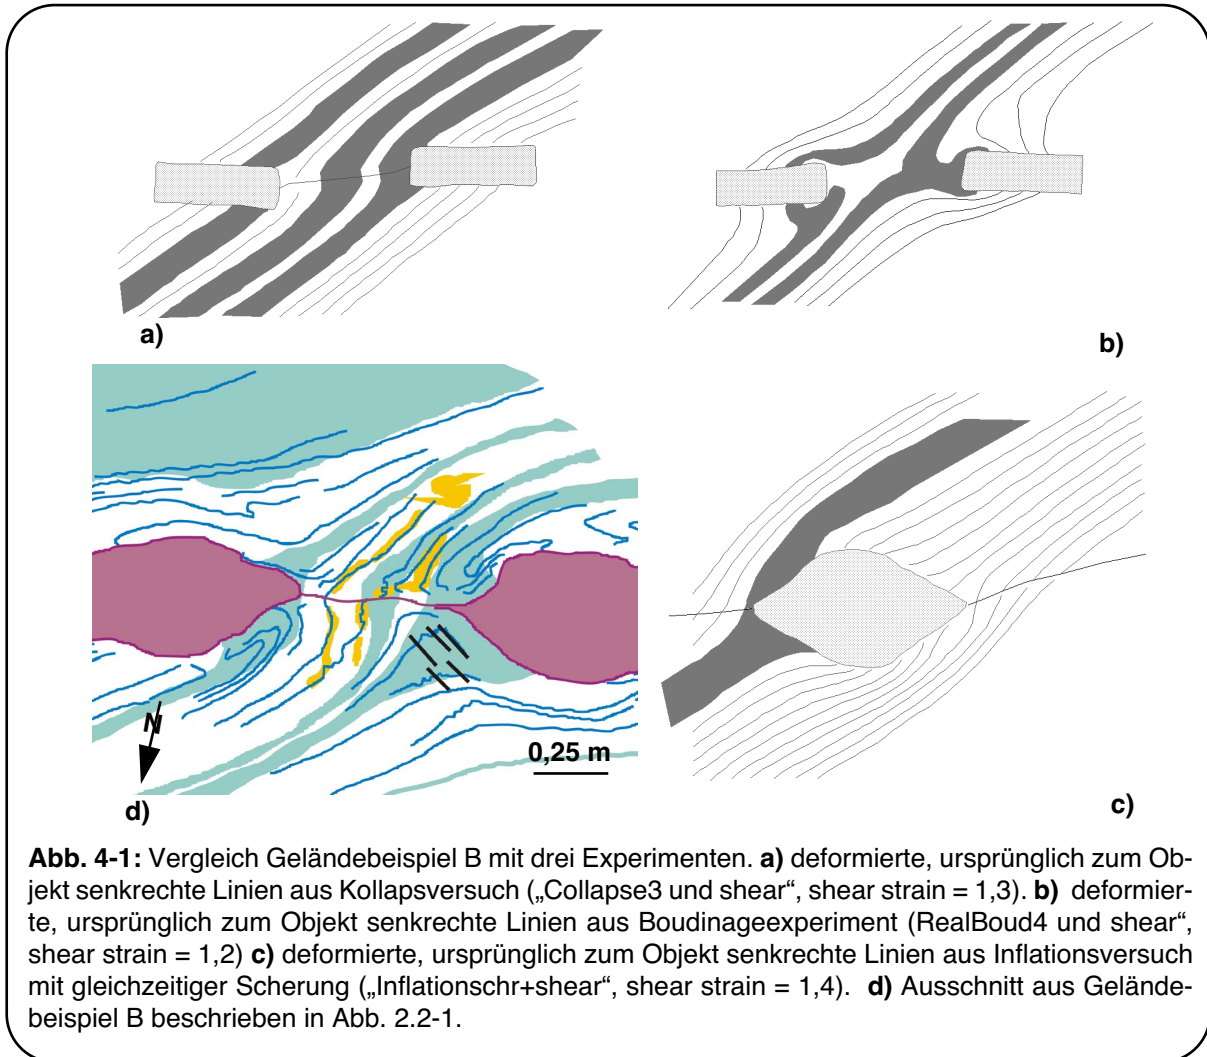 a)
b)
N
0,25 m
d)
c)
Abb. 4-1: Vergleich Geländebeispiel B mit drei Experimenten. a) deformierte, ursprünglich zum Ob-
jekt senkrechte Linien aus Kollapsversuch („Collapse3 und shear“, shear strain = 1,3). b) deformier-
te, ursprünglich zum Objekt senkrechte Linien aus Boudinageexperiment (RealBoud4 und shear“,
shear strain = 1,2) c) deformierte, ursprünglich zum Objekt senkrechte Linien aus Inflationsversuch
mit gleichzeitiger Scherung („Inflationschr+shear“, shear strain = 1,4). d) Ausschnitt aus Gelände-
beispiel B beschrieben in Abb. 2.2-1.